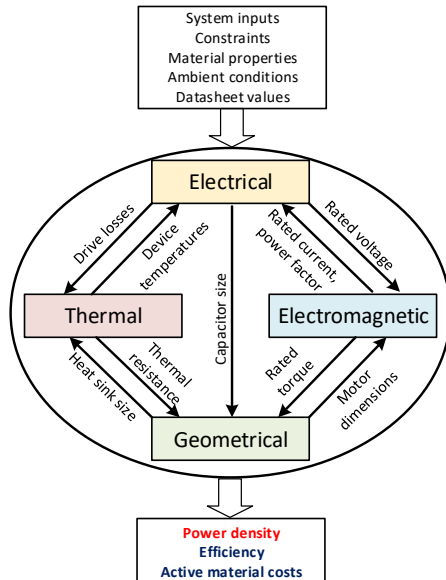 System inputs
Constraints
Material properties
Ambient conditions
Datasheet values
Electrical
Drive losses
Device
temperatures
Capacitor size
Rated current,
power factor
Rated voltage
Thermal
Electromagnetic
Heat sink size
Thermal
resistance
Rated
torque
Motor
dimensions
Geometrical
Power density
Efficiency
Active material costs